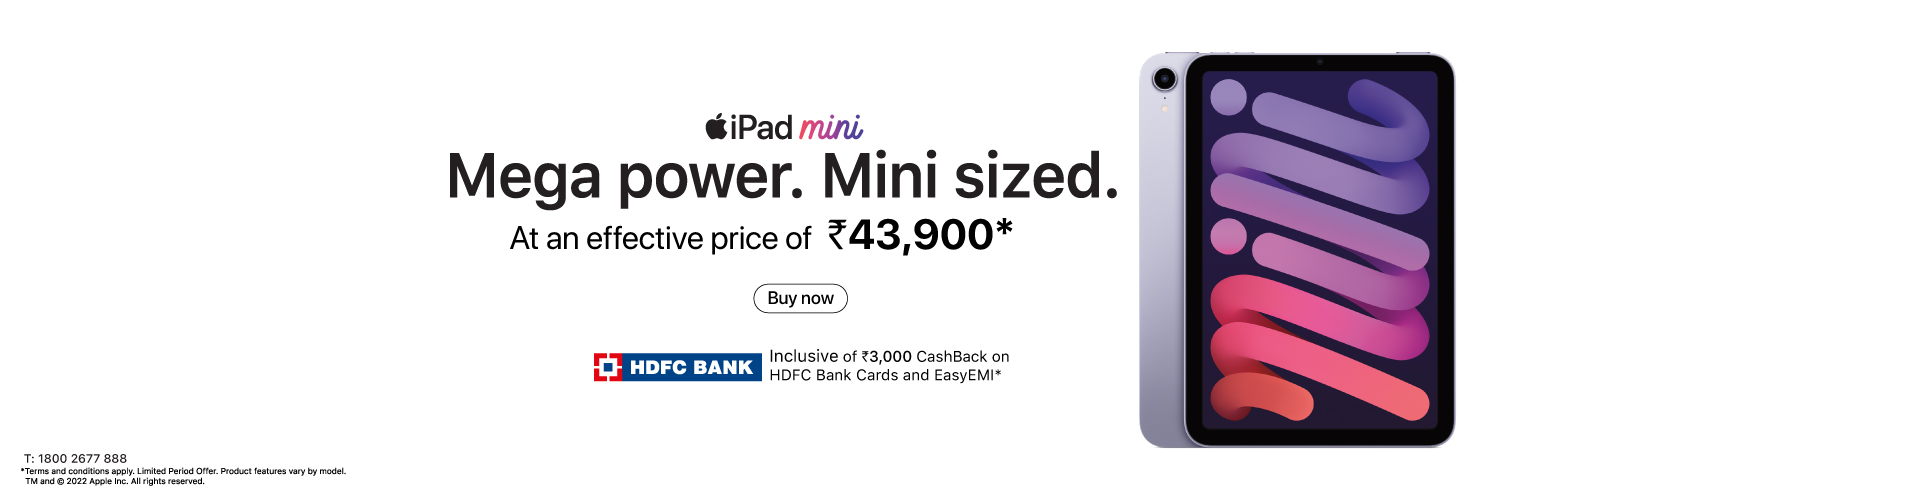 iPad mini
Mega power. Mini sized.
At an effective price of ₹43,900*
Buy now
HDFC BANK
Inclusive of ₹3,000 CashBack on
HDFC Bank Cards and EasyEMI*
T: 1800 2677 888
*Terms and conditions apply. Limited Period Offer. Product features vary by model.
TM and © 2022 Apple Inc. All rights reserved.